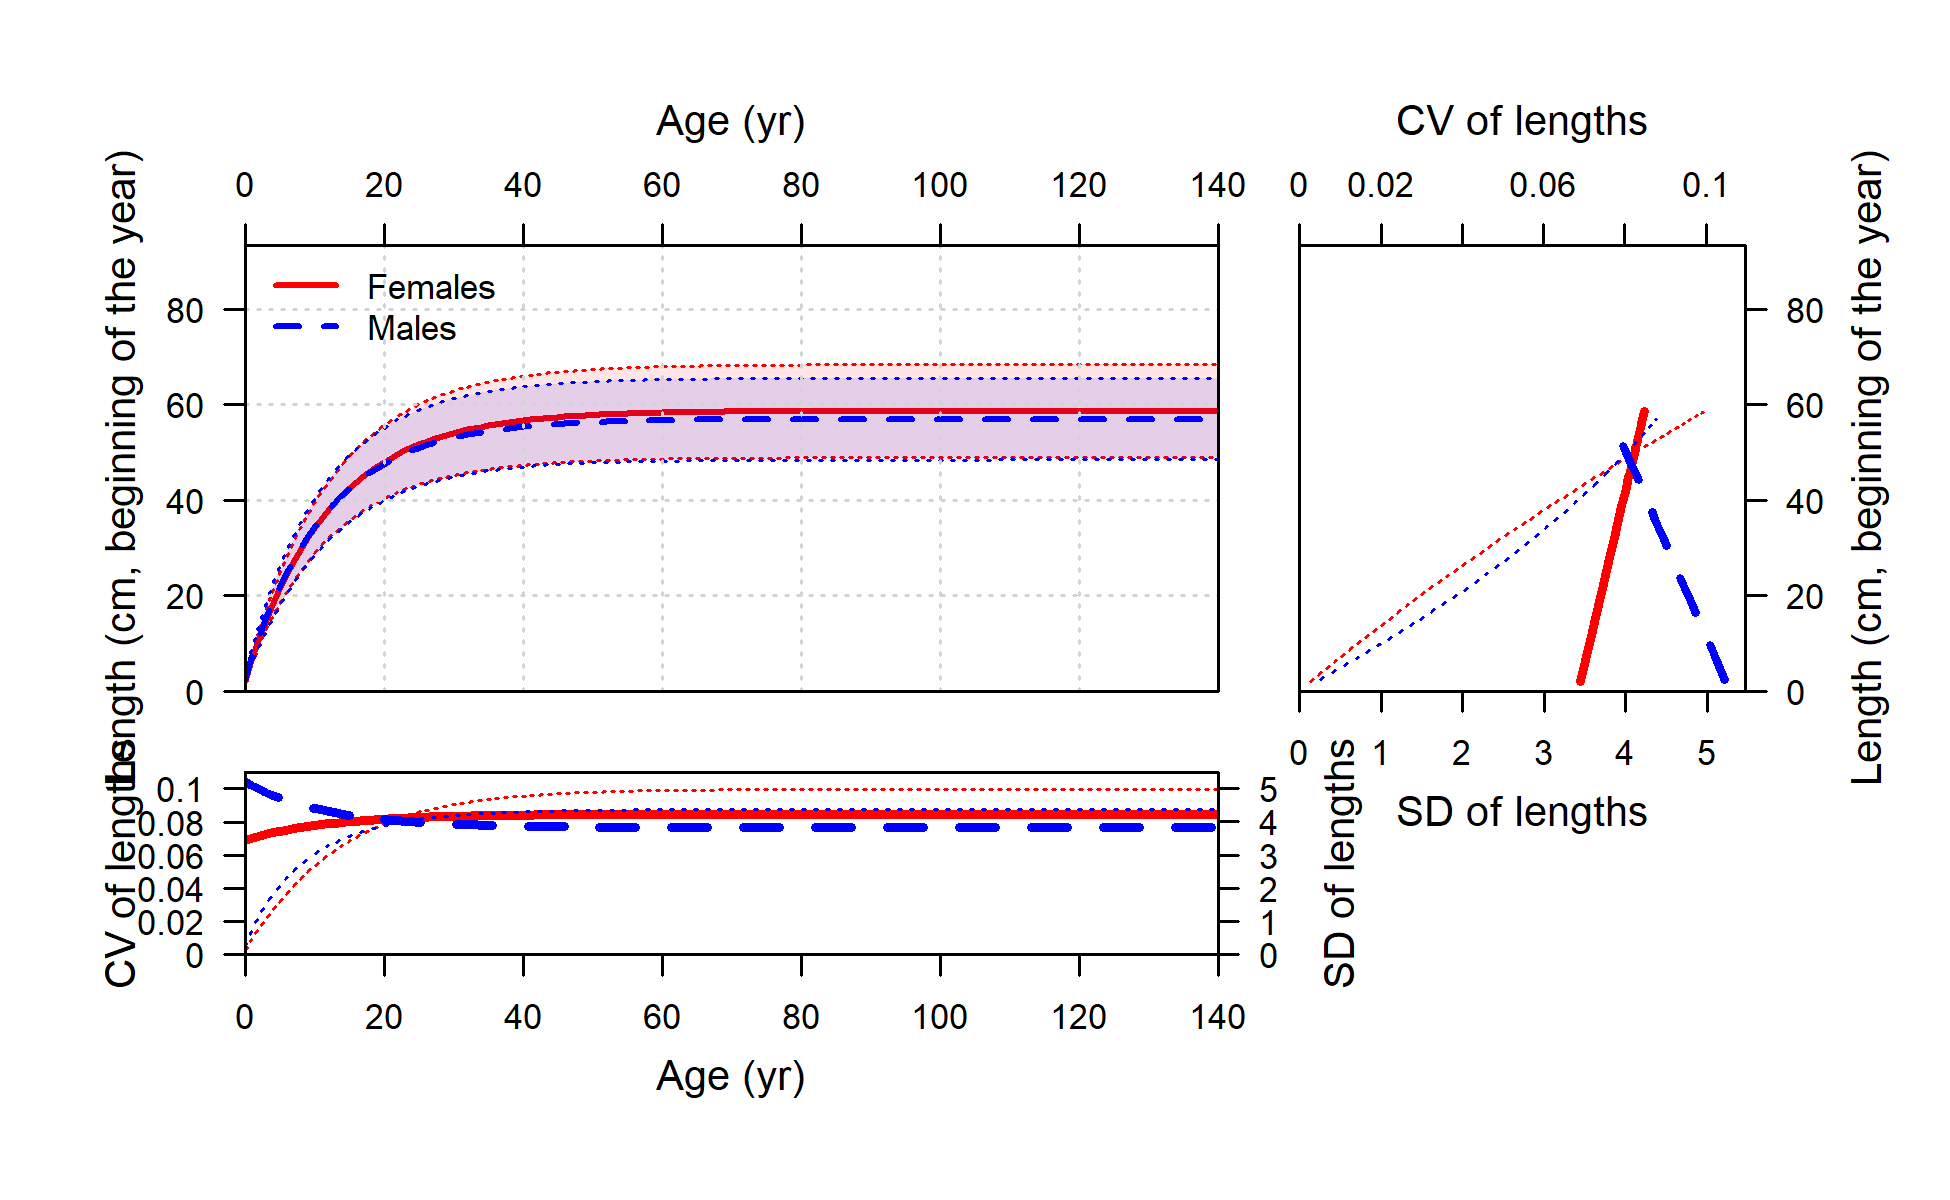 Age (yr)
CV of lengths
0 20 40 60 80 100 120 140
0 0.02 0.06 0.1
Length (cm, beginning of the year)
80
60
40
20
0
Females
Males
80
60
40
20
0
Length (cm, beginning of the year)
0 1 2 3 4 5
SD of lengths
CV of lengths
0.1
0.08
0.06
0.04
0.02
0
5
4
3
2
1
0
SD of lengths
0 20 40 60 80 100 120 140
Age (yr)